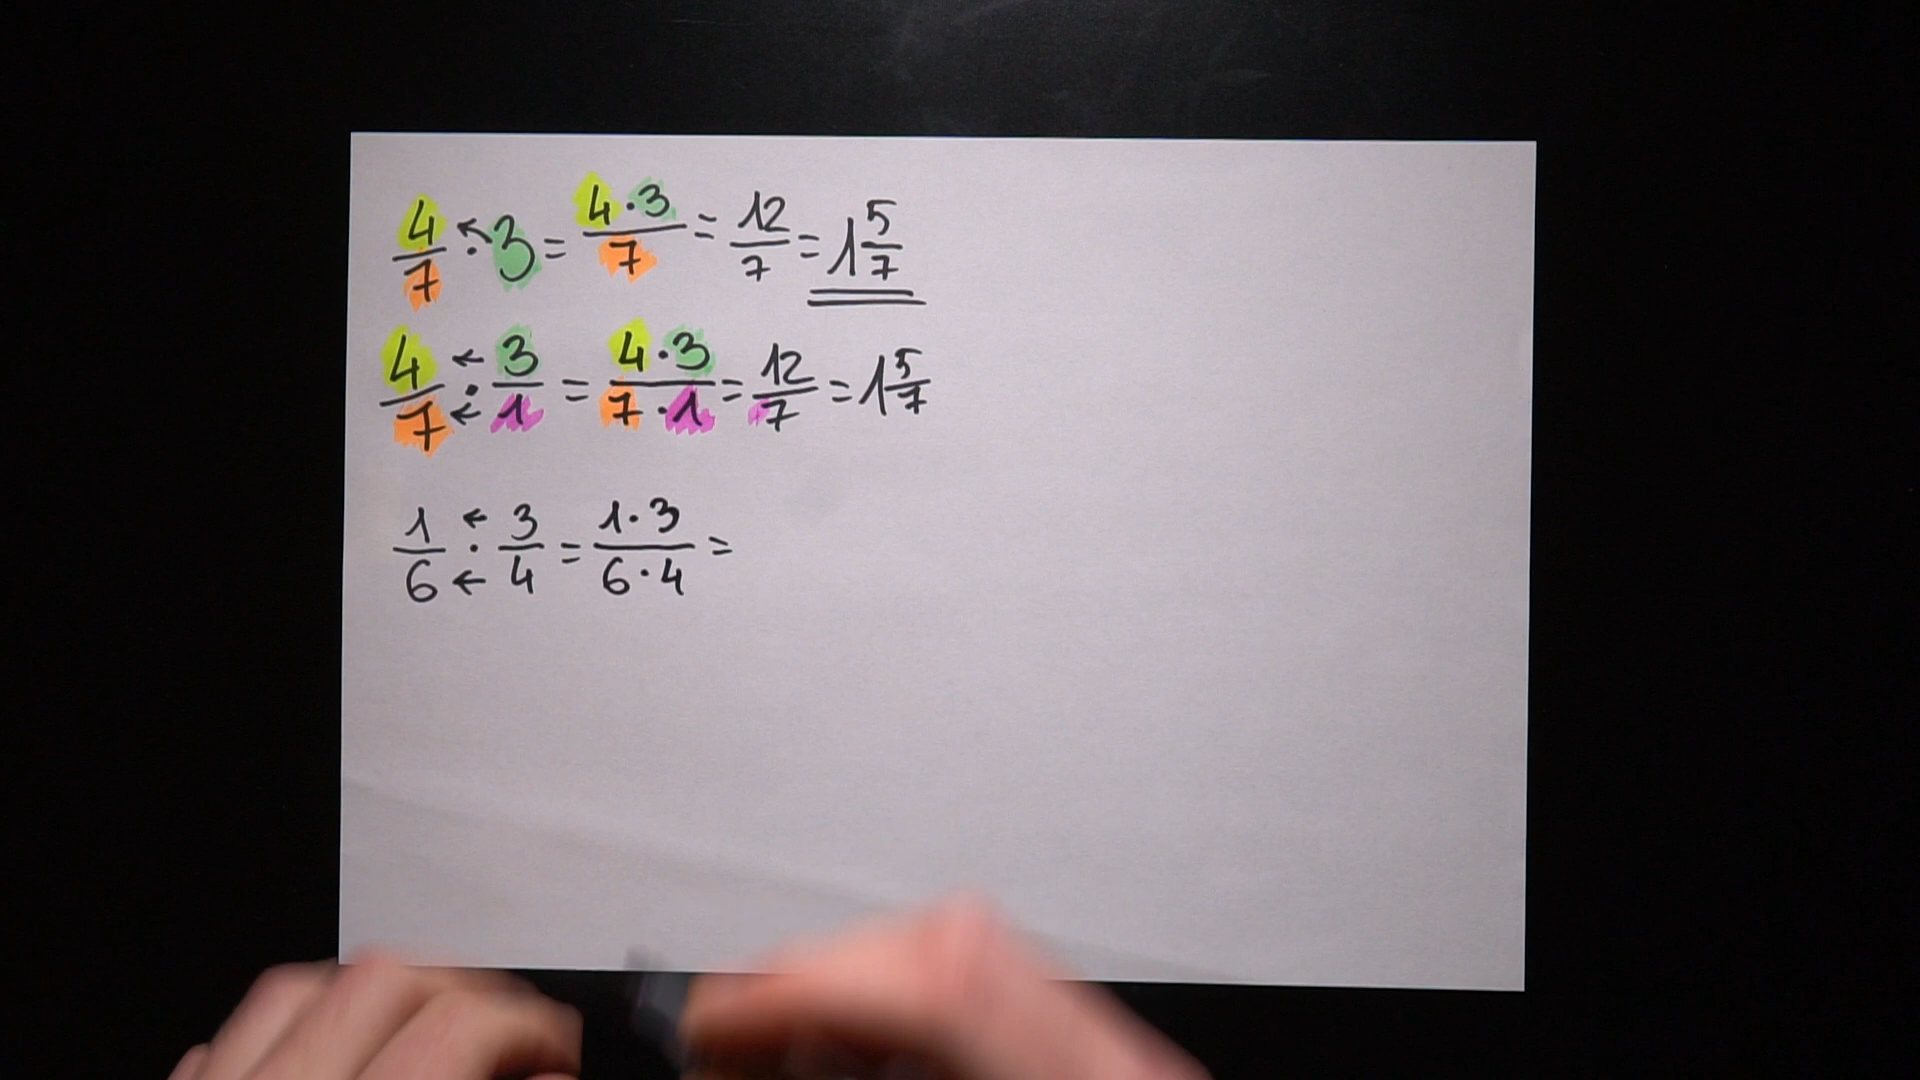 4/7 · 3 = 4·3/7 = 12/7 = 1 5/7
4/7 · 3/1 = 4·3/7·1 = 12/7 = 1 5/7
1/6 · 3/4 = 1·3/6·4 =